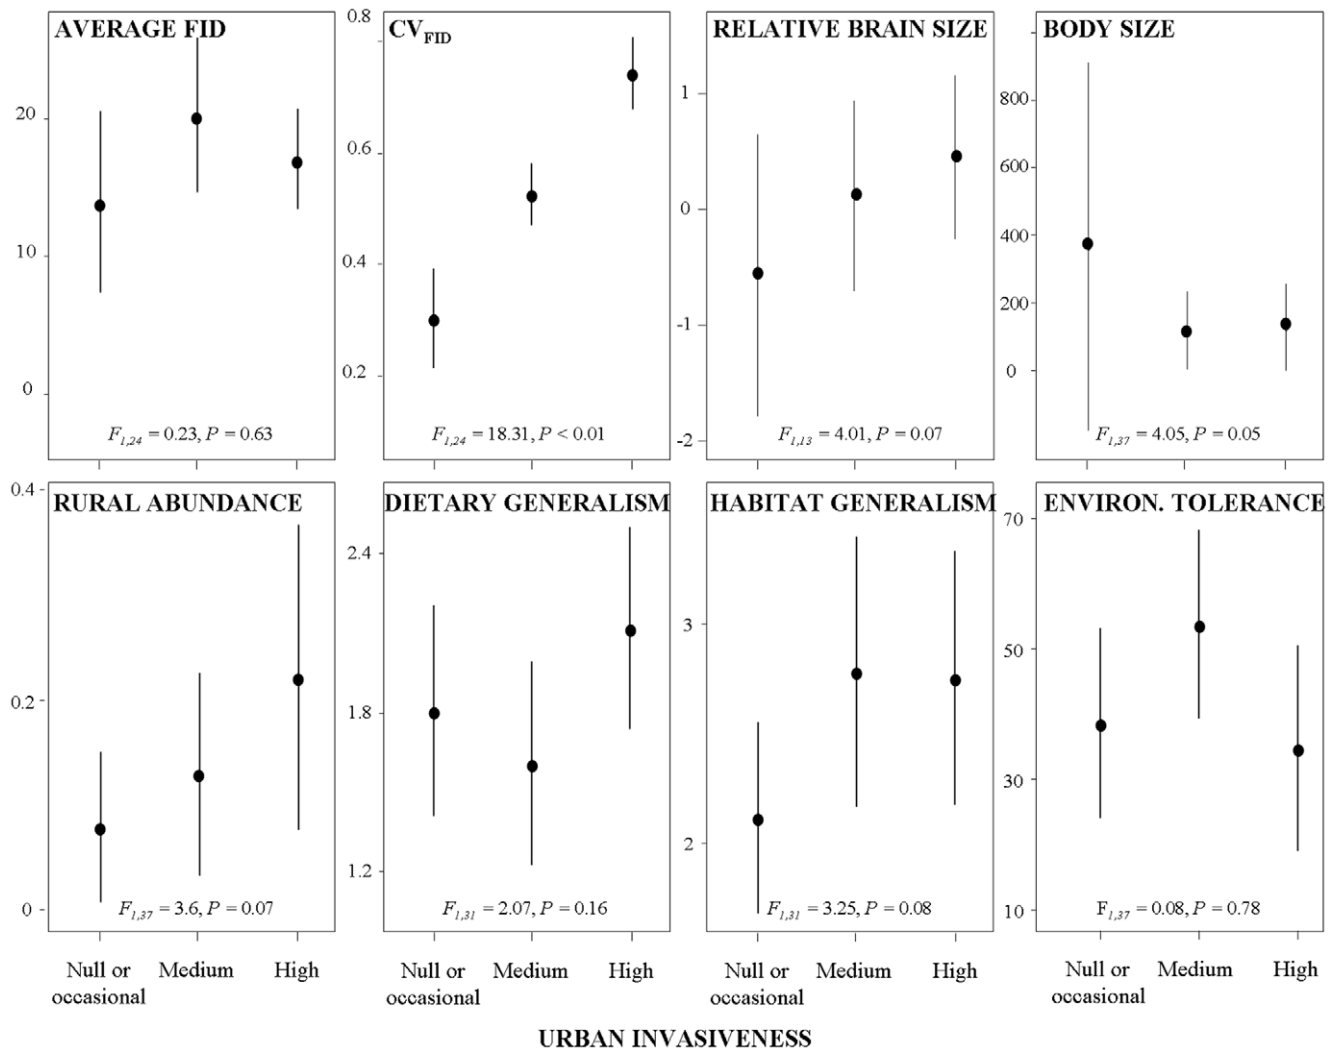 AVERAGE FID
20
10
0
F1,24 = 0.23, P = 0.63
CVFID
0.8
0.6
0.4
0.2
F1,24 = 18.31, P < 0.01
RELATIVE BRAIN SIZE
1
0
-1
-2
F1,13 = 4.01, P = 0.07
BODY SIZE
800
600
400
200
0
F1,37 = 4.05, P = 0.05
RURAL ABUNDANCE
0.4
0.2
0
F1,37 = 3.6, P = 0.07
Null or
occasional
Medium
High
DIETARY GENERALISM
2.4
1.8
1.2
F1,31 = 2.07, P = 0.16
Null or
occasional
Medium
High
HABITAT GENERALISM
3
2
F1,31 = 3.25, P = 0.08
Null or
occasional
Medium
High
ENVIRON. TOLERANCE
70
50
30
10
F1,37 = 0.08, P = 0.78
Null or
occasional
Medium
High
URBAN INVASIVENESS